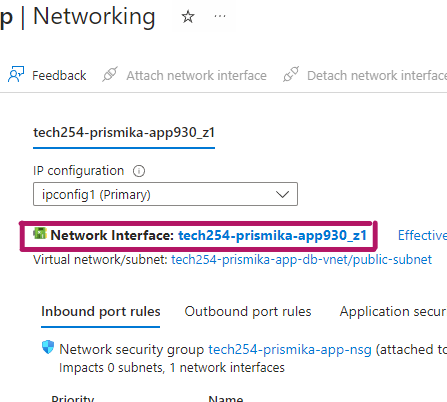 p | Networking
Feedback Attach network interface Detach network interface
tech254-prismika-app930_z1
IP configuration
ipconfig1 (Primary)
Network Interface: tech254-prismika-app930_z1 Effective
Virtual network/subnet: tech254-prismika-app-db-vnet/public-subnet
Inbound port rules Outbound port rules Application secur
Network security group tech254-prismika-app-nsg (attached to
Impacts 0 subnets, 1 network interfaces
Priority Name